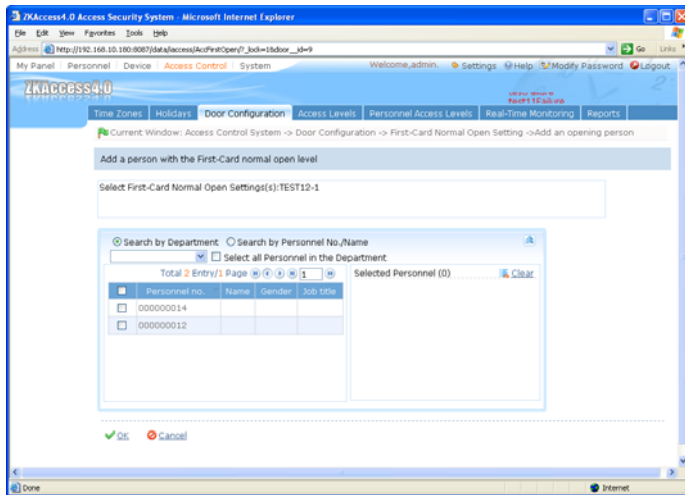 ZKAccess4.0 Access Security System - Microsoft Internet Explorer
File Edit View Favorites Tools Help
Address http://192.168.10.180:8087/data/iaccess/AccFirstOpen/?_lock=1&door__id=9 Go Links
My Panel Personnel Device Access Control System Welcome,admin. Settings Help Modify Password Logout
ZKAccess4.0
Time Zones Holidays Door Configuration Access Levels Personnel Access Levels Real-Time Monitoring Reports
Current Window: Access Control System -> Door Configuration -> First-Card Normal Open Setting ->Add an opening person
Add a person with the First-Card normal open level
Select First-Card Normal Open Settings(s):TEST12-1
Search by Department Search by Personnel No./Name
Select all Personnel in the Department
Total 2 Entry/1 Page 1 Selected Personnel (0) Clear
Personnel no. Name Gender Job title
000000014
000000012
OK Cancel
Done Internet